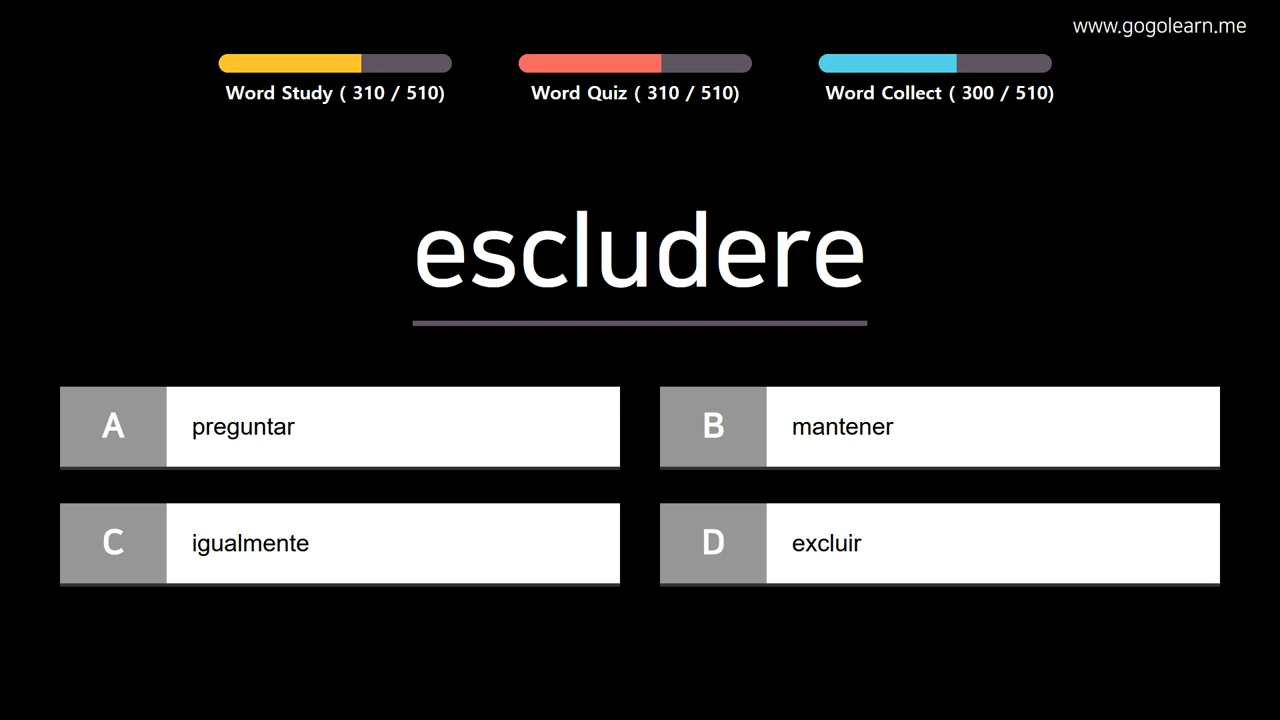 www.gogolearn.me
Word Study ( 310 / 510)
Word Quiz ( 310 / 510)
Word Collect ( 300 / 510)
escludere
A preguntar
B mantener
C igualmente
D excluir